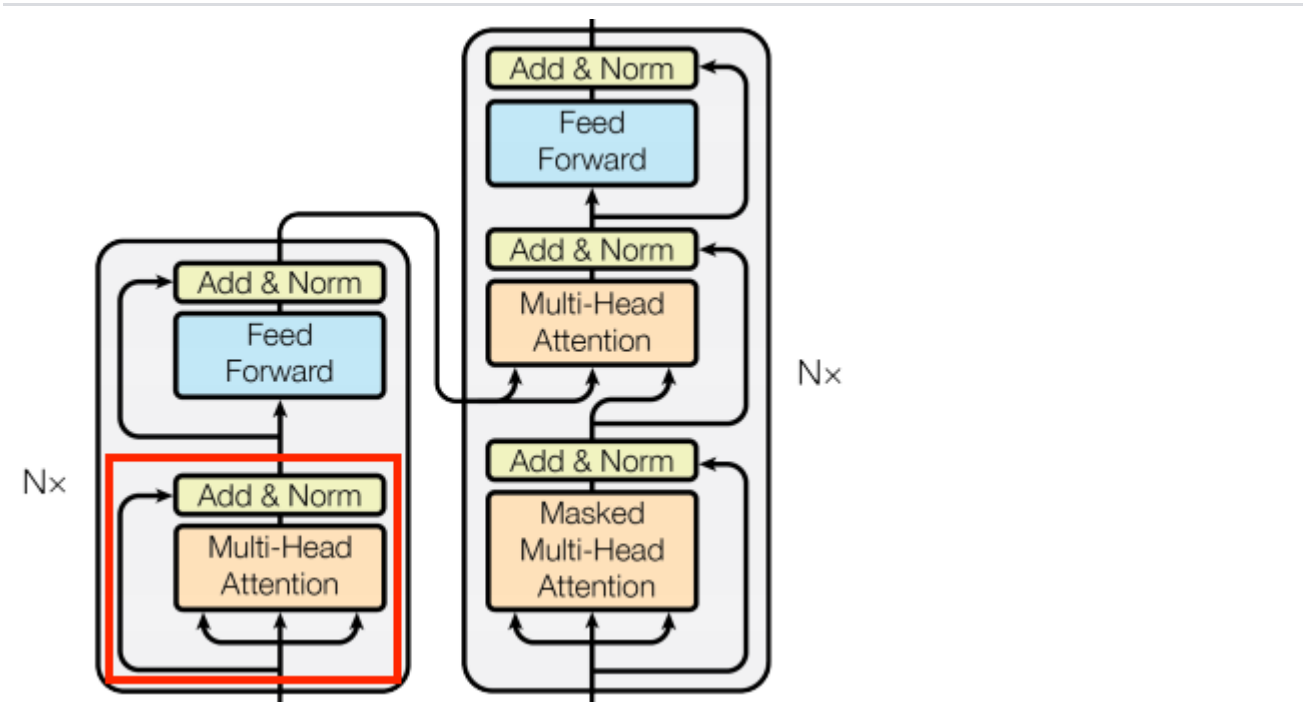 Add & Norm
Feed
Forward
Add & Norm
Multi-Head
Attention
Nx
Add & Norm
Feed
Forward
Add & Norm
Multi-Head
Attention
Add & Norm
Masked
Multi-Head
Attention
Nx